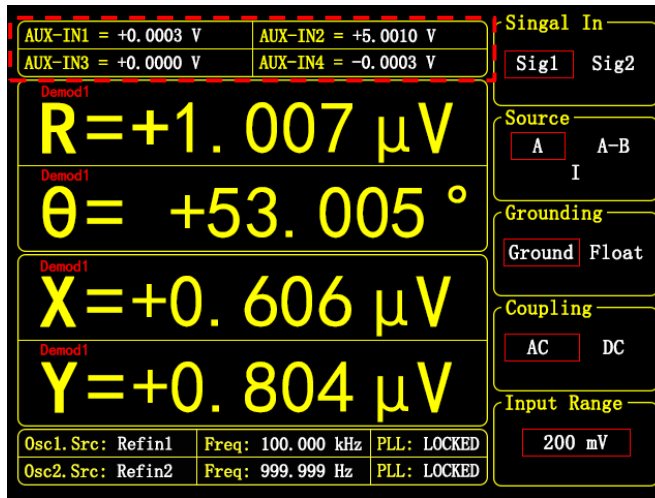 AUX-IN1 = +0.0003 V AUX-IN2 = +5.0010 V
AUX-IN3 = +0.0000 V AUX-IN4 = -0.0003 V
Demod1
R=+1.007 μV
Demod1
θ= +53.005 °
Demod1
X=+0.606 μV
Demod1
Y=+0.804 μV
Osc1.Src: Refin1 Freq: 100.000 kHz PLL: LOCKED
Osc2.Src: Refin2 Freq: 999.999 Hz PLL: LOCKED
Singal In
Sig1 Sig2
Source
A A-B
I
Grounding
Ground Float
Coupling
AC DC
Input Range
200 mV